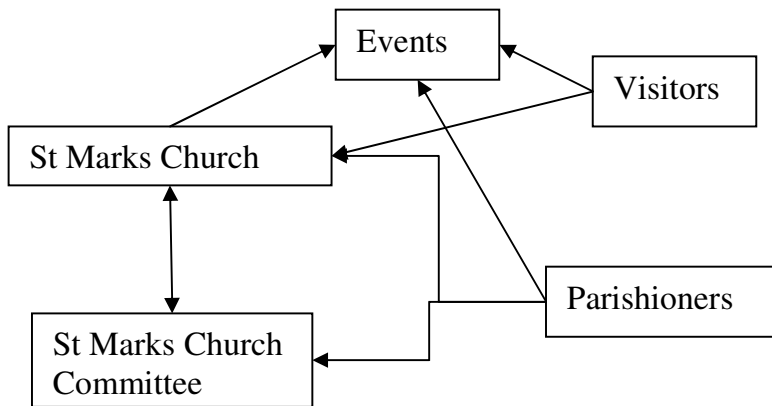 Events
Visitors
St Marks Church
Parishioners
St Marks Church
Committee